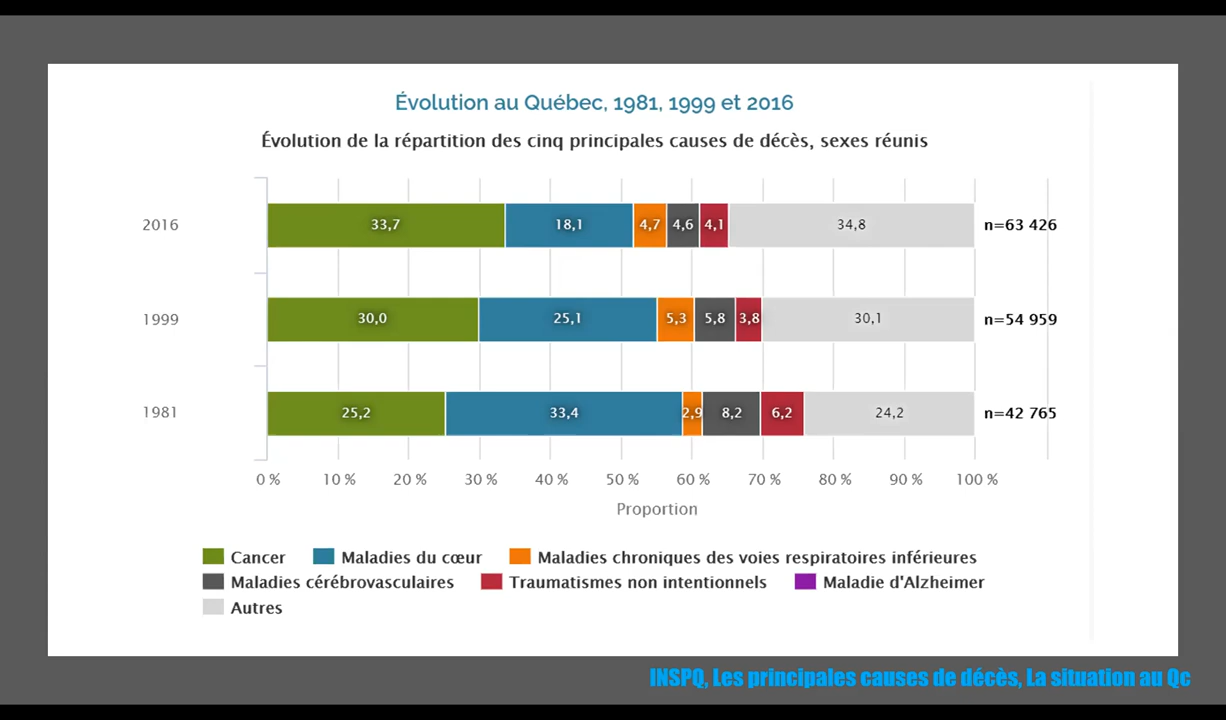 Évolution au Québec, 1981, 1999 et 2016
Évolution de la répartition des cinq principales causes de décès, sexes réunis
2016 33,7 18,1 4,7 4,6 4,1 34,8 n=63 426
1999 30,0 25,1 5,3 5,8 3,8 30,1 n=54 959
1981 25,2 33,4 2,9 8,2 6,2 24,2 n=42 765
0 % 10 % 20 % 30 % 40 % 50 % 60 % 70 % 80 % 90 % 100 %
Proportion
Cancer Maladies du cœur Maladies chroniques des voies respiratoires inférieures
Maladies cérébrovasculaires Traumatismes non intentionnels Maladie d'Alzheimer
Autres
INSPQ, Les principales causes de décès, La situation au Qc